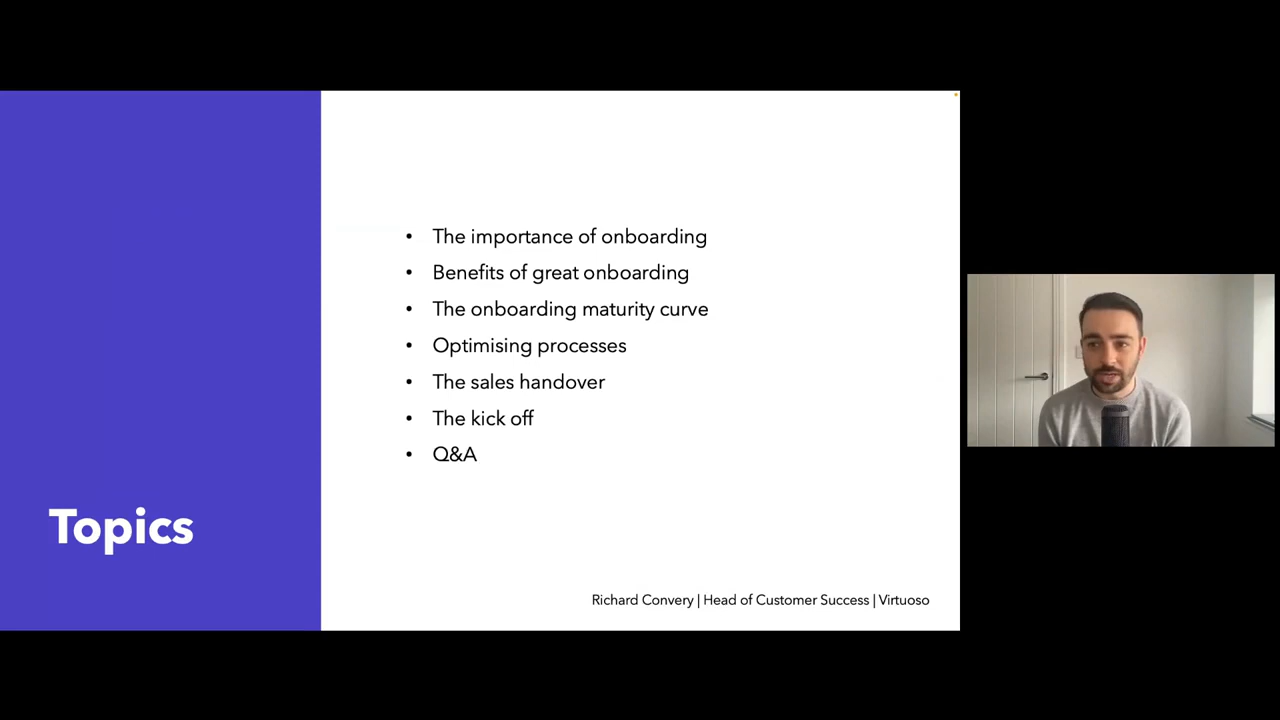 The importance of onboarding
Benefits of great onboarding
The onboarding maturity curve
Optimising processes
The sales handover
The kick off
Q&A
Topics
Richard Convery | Head of Customer Success | Virtuoso